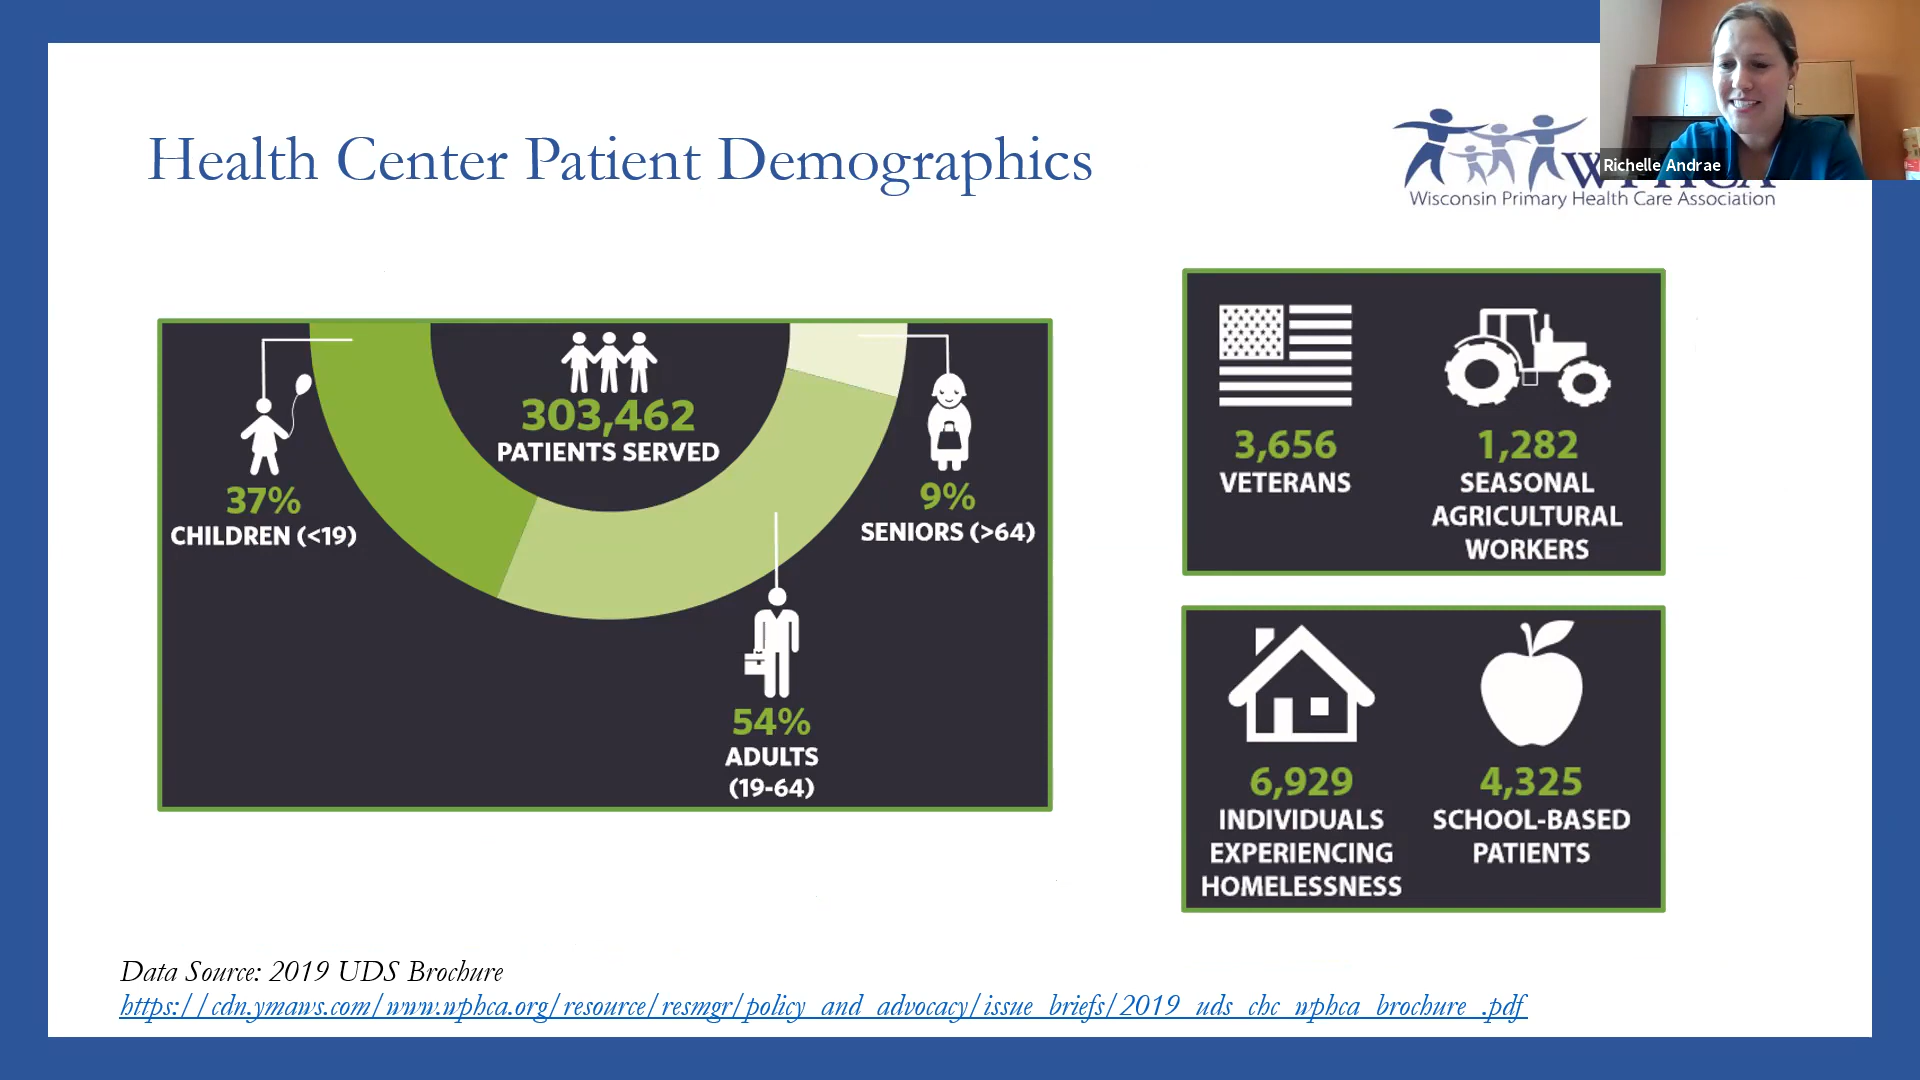 Health Center Patient Demographics
Richelle Andrae
WPHCA
Wisconsin Primary Health Care Association
303,462
PATIENTS SERVED
37%
CHILDREN (<19)
9%
SENIORS (>64)
54%
ADULTS
(19-64)
3,656
VETERANS
1,282
SEASONAL
AGRICULTURAL
WORKERS
6,929
INDIVIDUALS
EXPERIENCING
HOMELESSNESS
4,325
SCHOOL-BASED
PATIENTS
Data Source: 2019 UDS Brochure
https://cdn.ymaws.com/www.wphca.org/resource/resmgr/policy_and_advocacy/issue_briefs/2019_uds_chc_wphca_brochure_.pdf